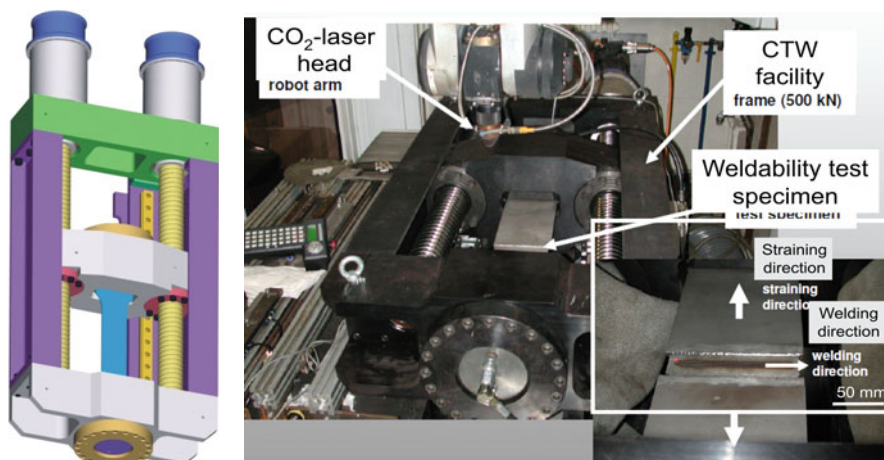 CO2-laser
head
robot arm
CTW
facility
frame (500 kN)
Weldability test
specimen
test specimen
Straining
direction
straining
direction
Welding
direction
welding
direction
50 mm